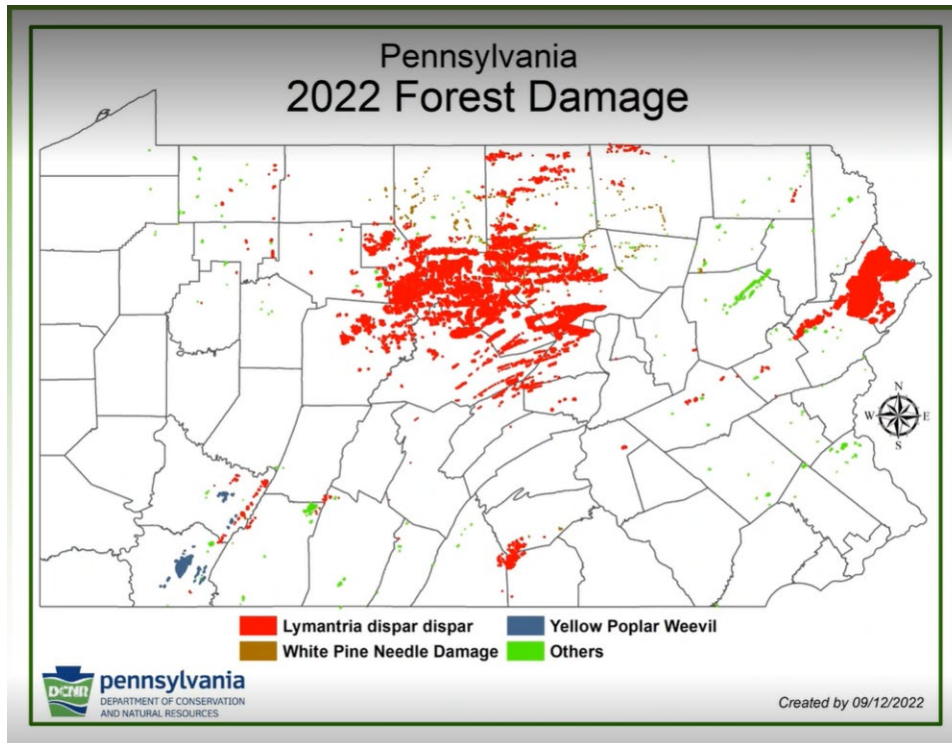 Pennsylvania
2022 Forest Damage
N
W E
S
Lymantria dispar dispar
Yellow Poplar Weevil
White Pine Needle Damage
Others
DCNR
pennsylvania
DEPARTMENT OF CONSERVATION
AND NATURAL RESOURCES
Created by 09/12/2022